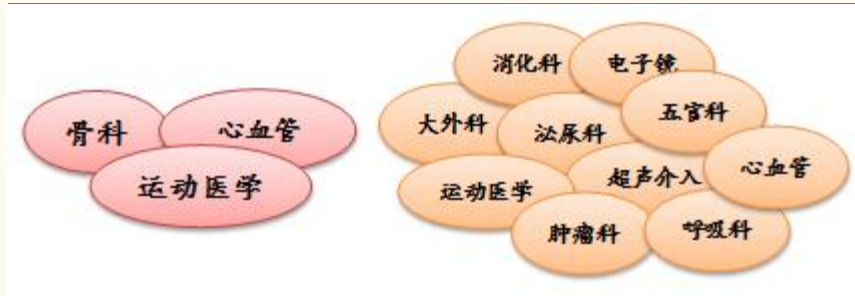 骨科
心血管
运动医学
消化科
电子镜
大外科
泌尿科
五官科
运动医学
超声介入
心血管
肿瘤科
呼吸科